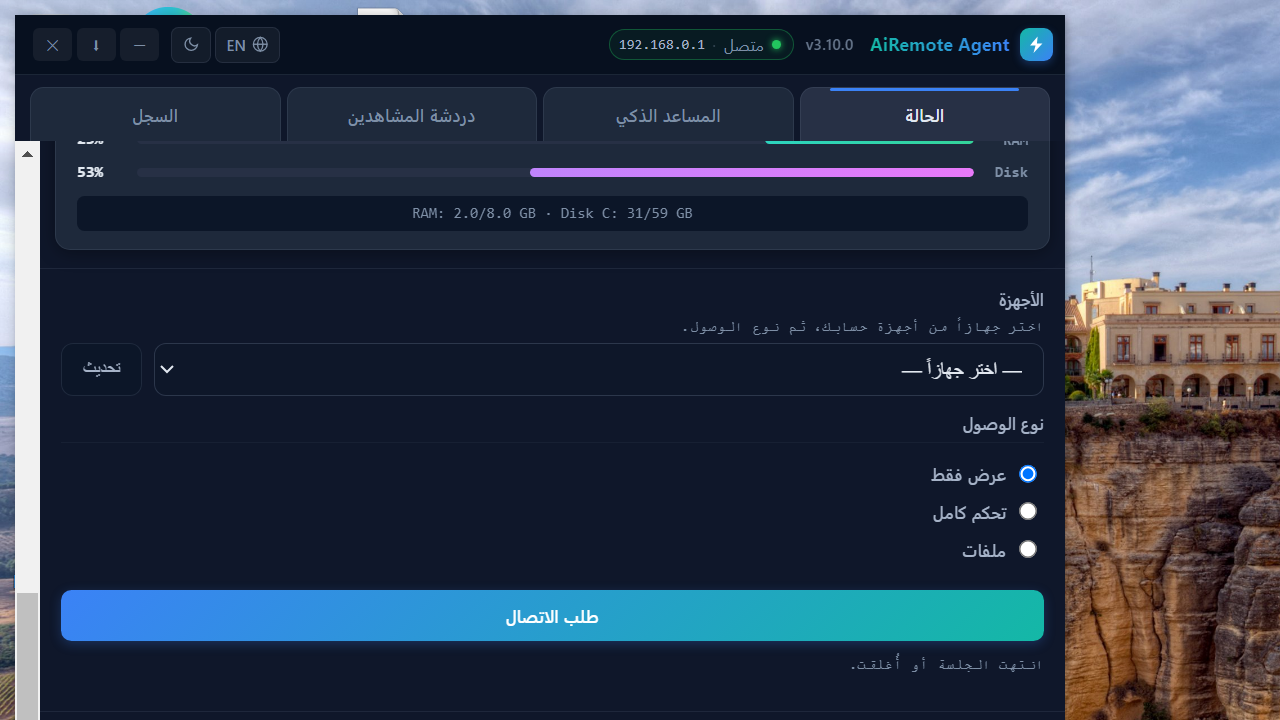 AiRemote Agent v3.10.0 متصل · 192.168.0.1 EN
الحالة المساعد الذكي دردشة المشاهدين السجل
RAM
Disk 53%
RAM: 2.0/8.0 GB · Disk C: 31/59 GB
الأجهزة
اختر جهازاً من أجهزة حسابك، ثم نوع الوصول.
— اختر جهازاً — تحديث
نوع الوصول
عرض فقط
تحكم كامل
ملفات
طلب الاتصال
انتهت الجلسة أو أُغلقت.